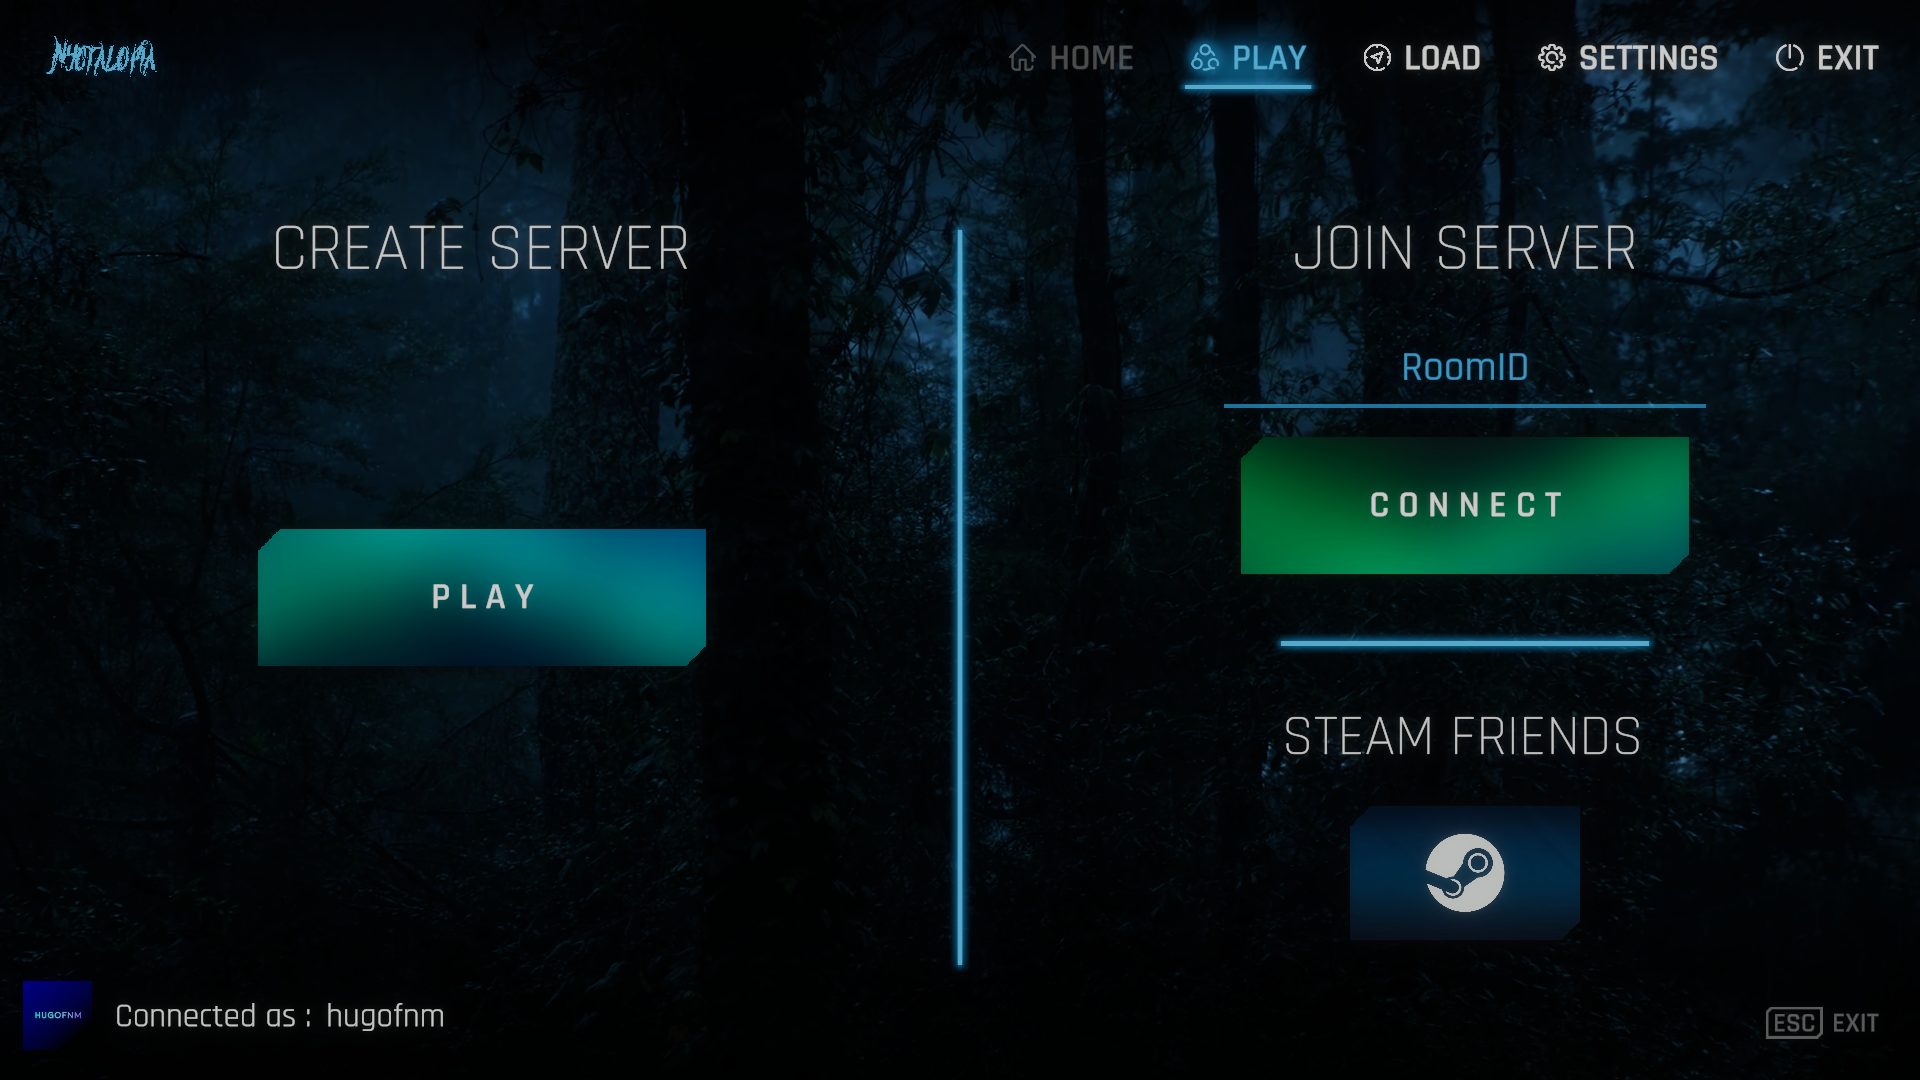 NYCTALOPIA
HOME
PLAY
LOAD
SETTINGS
EXIT
CREATE SERVER
PLAY
JOIN SERVER
RoomID
CONNECT
STEAM FRIENDS
HUGOFNM
Connected as : hugofnm
ESC EXIT